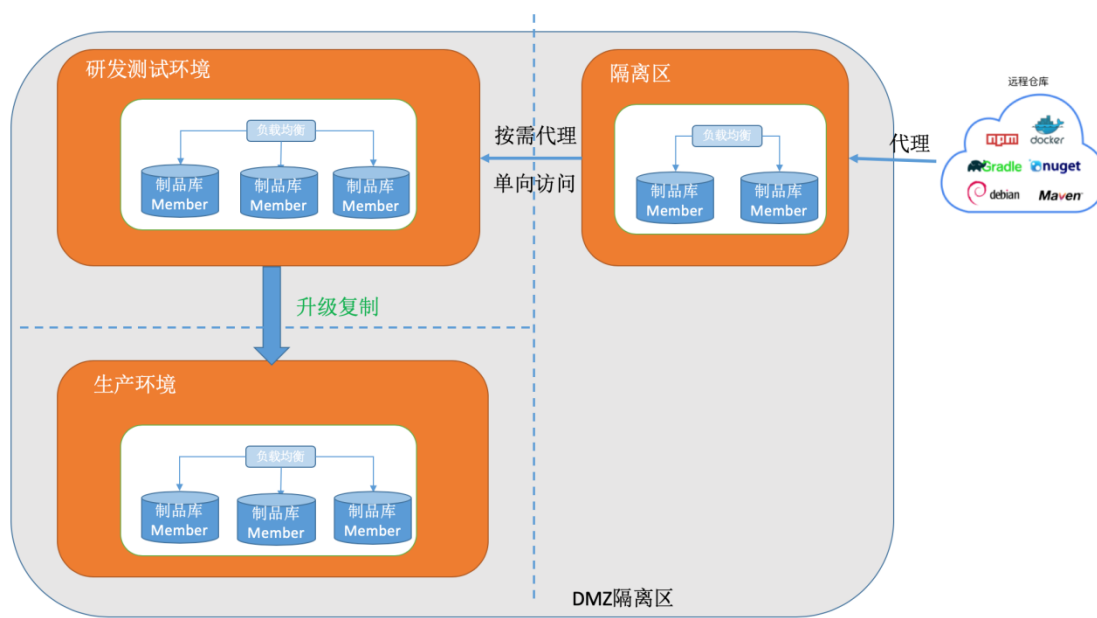 研发测试环境
负载均衡
制品库
Member
制品库
Member
制品库
Member
按需代理
单向访问
隔离区
负载均衡
制品库
Member
制品库
Member
代理
远程仓库
npm
docker
Gradle
nuget
debian
Maven
升级复制
生产环境
负载均衡
制品库
Member
制品库
Member
制品库
Member
DMZ隔离区